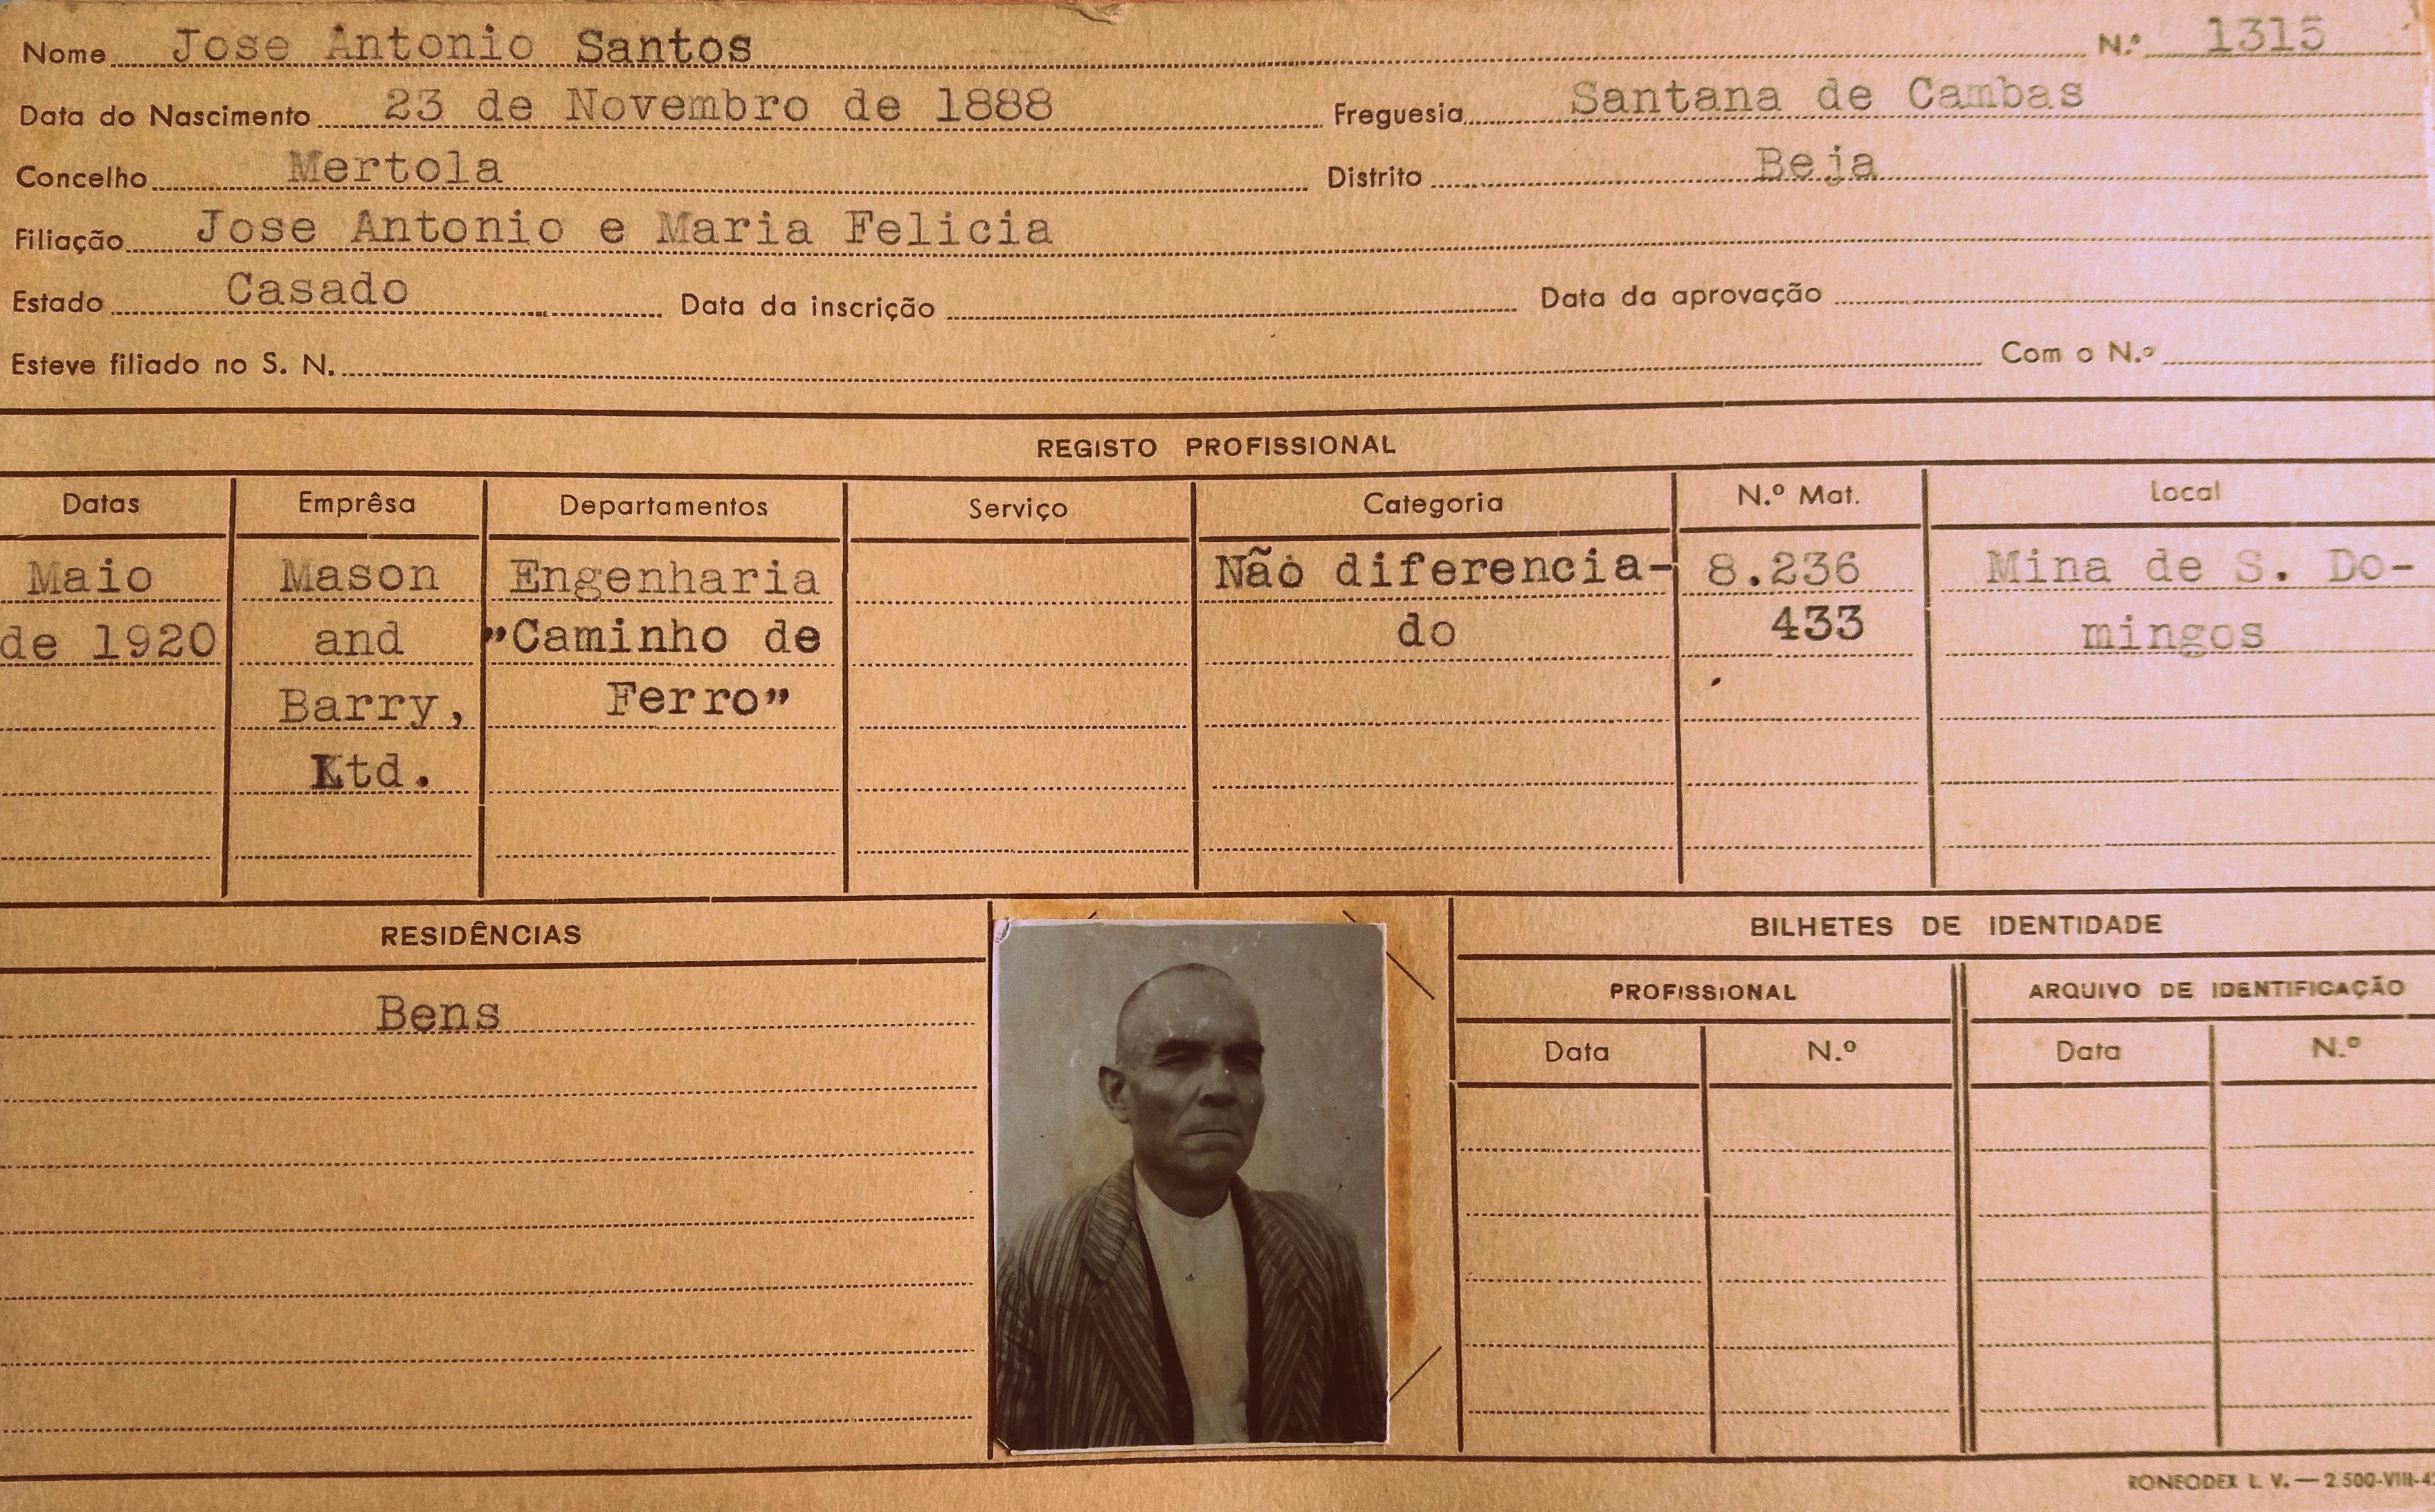 Nome Jose Antonio Santos N.º 1315
Data do Nascimento 23 de Novembro de 1888 Freguesia Santana de Cambas
Concelho Mertola Distrito Beja
Filiação Jose Antonio e Maria Felicia
Estado Casado Data da inscrição Data da aprovação
Esteve filiado no S. N. Com o N.º
REGISTO PROFISSIONAL
Datas Emprêsa Departamentos Serviço Categoria N.º Mat. Local
Maio Mason Engenharia Não diferencia- 8.236 Mina de S. Do-
de 1920 and "Caminho de do 433 mingos
Barry, Ferro"
Ltd.
RESIDÊNCIAS BILHETES DE IDENTIDADE
PROFISSIONAL ARQUIVO DE IDENTIFICAÇÃO
Bens
Data N.º Data N.º
RONEODEX L. V. — 2.500-VIII-4